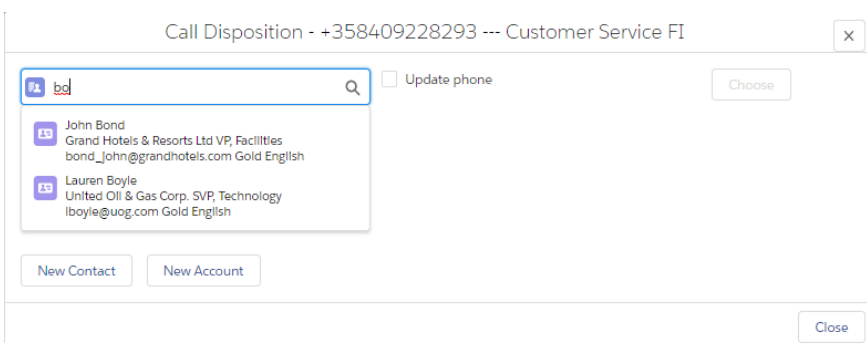 Call Disposition - +358409228293 --- Customer Service FI
bo
Update phone
Choose
John Bond
Grand Hotels & Resorts Ltd VP, Facilities
bond_john@grandhotels.com Gold English
Lauren Boyle
United Oil & Gas Corp. SVP, Technology
lboyle@uog.com Gold English
New Contact
New Account
Close